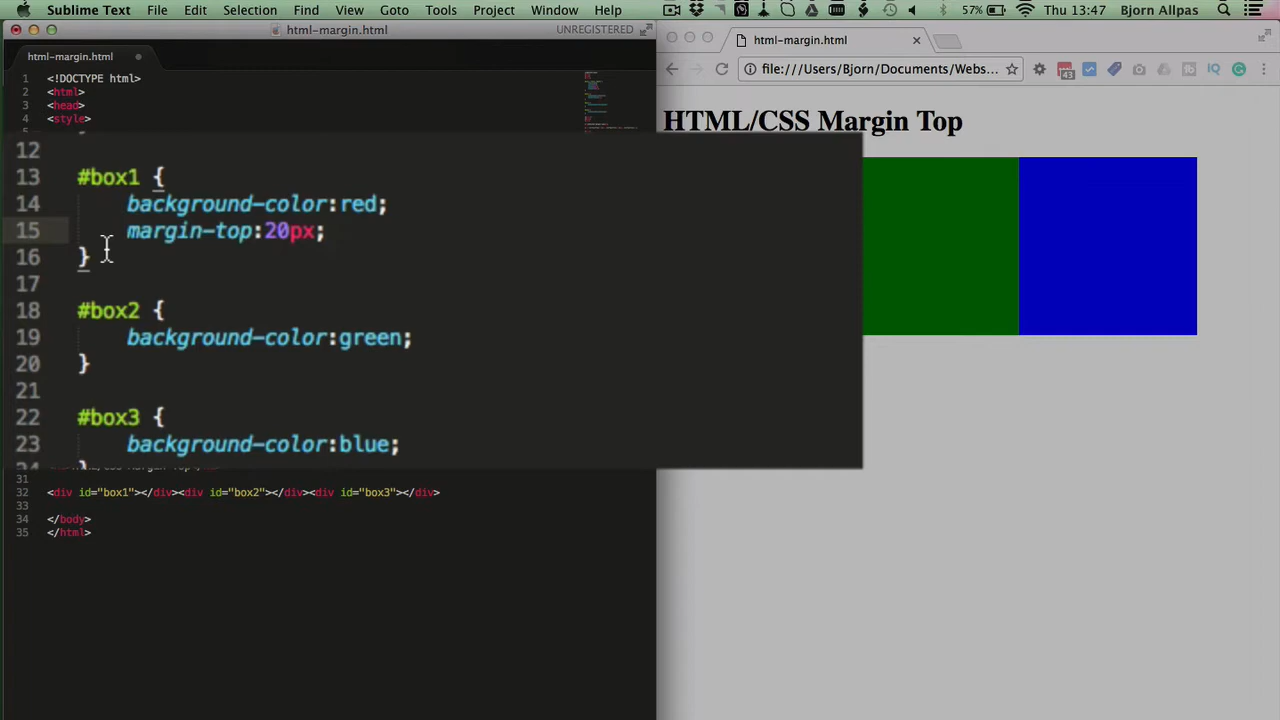 Sublime Text File Edit Selection Find View Goto Tools Project Window Help 57% Thu 13:47 Bjorn Allpas
html-margin.html UNREGISTERED
html-margin.html
html-margin.html
file:///Users/Bjorn/Documents/Webs...
43
1 <!DOCTYPE html>
2 <html>
3 <head>
4 <style>
HTML/CSS Margin Top
12
13 #box1 {
14 background-color:red;
15 margin-top:20px;
16 }
17
18 #box2 {
19 background-color:green;
20 }
21
22 #box3 {
23 background-color:blue;
31
32 <div id="box1"></div><div id="box2"></div><div id="box3"></div>
33
34 </body>
35 </html>